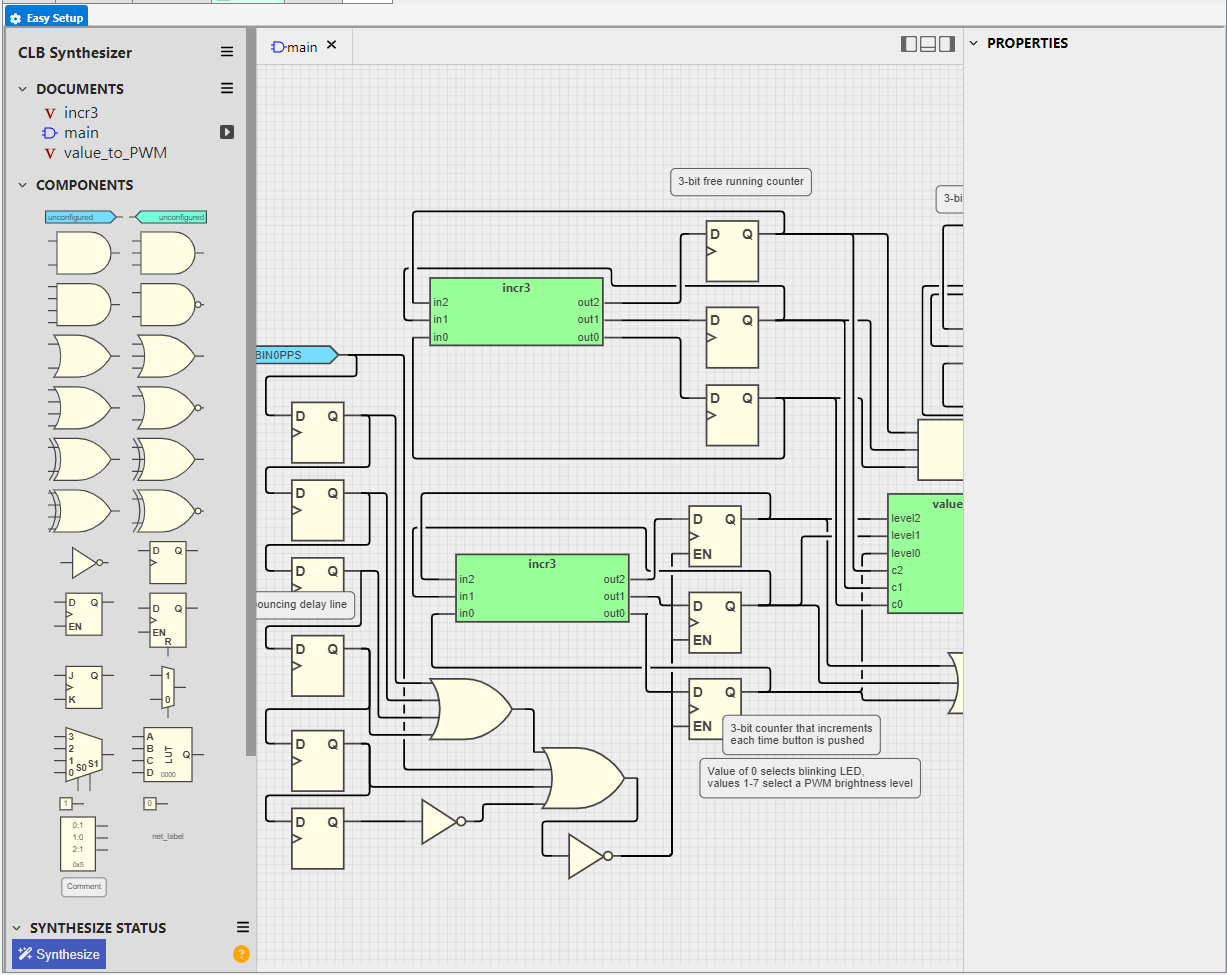 Easy Setup
CLB Synthesizer
DOCUMENTS
V incr3
main
V value_to_PWM
COMPONENTS
unconfigured
unconfigured
D Q
D Q
EN
D Q
EN
R
J Q
K
1
0
3
2
1
0
S0 S1
A
B
C
D
LUT
Q
0000
1
0
0:1
1:0
2:1
0x5
net_label
Comment
SYNTHESIZE STATUS
Synthesize
?
main
PROPERTIES
3-bit free running counter
3-bi
incr3
in2 out2
in1 out1
in0 out0
D Q
D Q
D Q
BIN0PPS
D Q
D Q
D Q
bouncing delay line
D Q
D Q
D Q
incr3
in2 out2
in1 out1
in0 out0
D Q
EN
D Q
EN
D Q
EN
value
level2
level1
level0
c2
c1
c0
3-bit counter that increments
each time button is pushed
Value of 0 selects blinking LED,
values 1-7 select a PWM brightness level